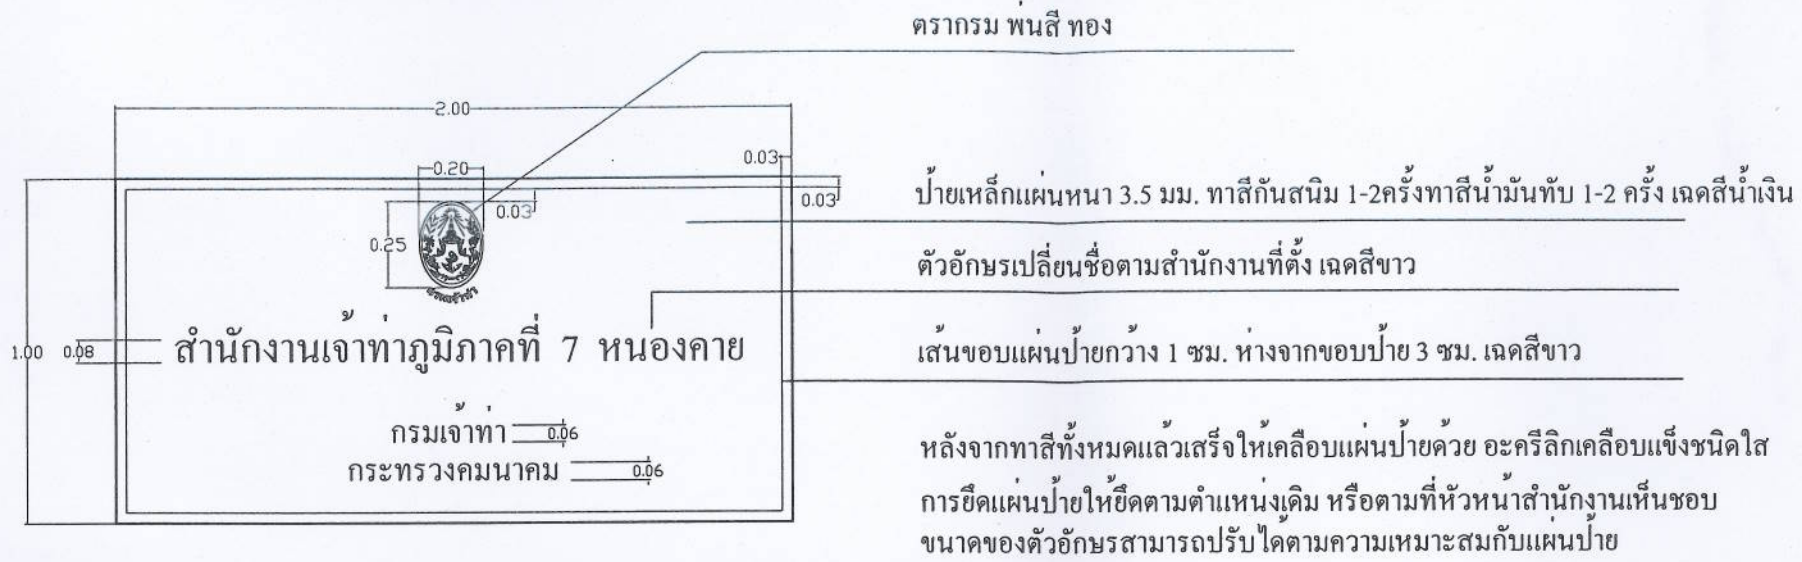 ตรากรม พ่นสี ทอง
2.00
0.20
0.03
0.03
0.03
ป้ายเหล็กแผ่นหนา 3.5 มม. ทาสีกันสนิม 1-2ครั้งทาสีน้ำมันทับ 1-2 ครั้ง เฉดสีน้ำเงิน
0.25
ตัวอักษรเปลี่ยนชื่อตามสำนักงานที่ตั้ง เฉดสีขาว
กรมเจ้าท่า
1.00 0.08 สำนักงานเจ้าท่าภูมิภาคที่ 7 หนองคาย
เส้นขอบแผ่นป้ายกว้าง 1 ซม. ห่างจากขอบป้าย 3 ซม. เฉดสีขาว
กรมเจ้าท่า 0.06
กระทรวงคมนาคม 0.06
หลังจากทาสีทั้งหมดแล้วเสร็จให้เคลือบแผ่นป้ายด้วย อะครีลิกเคลือบแข็งชนิดใส
การยึดแผ่นป้ายให้ยึดตามตำแหน่งเดิม หรือตามที่หัวหน้าสำนักงานเห็นชอบ
ขนาดของตัวอักษรสามารถปรับได้ตามความเหมาะสมกับแผ่นป้าย